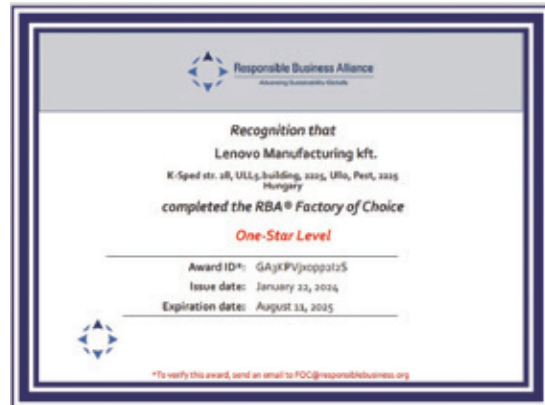 Responsible Business Alliance
Advancing Sustainability Globally
Recognition that
Lenovo Manufacturing kft.
K-Sped str. 28, ULL5.building, 2225, Ullo, Pest, 2225
Hungary
completed the RBA® Factory of Choice
One-Star Level
Award ID*:
Issue date: January 22, 2024
Expiration date: August 11, 2025
*To verify this award, send an email to FOC@responsiblebusiness.org